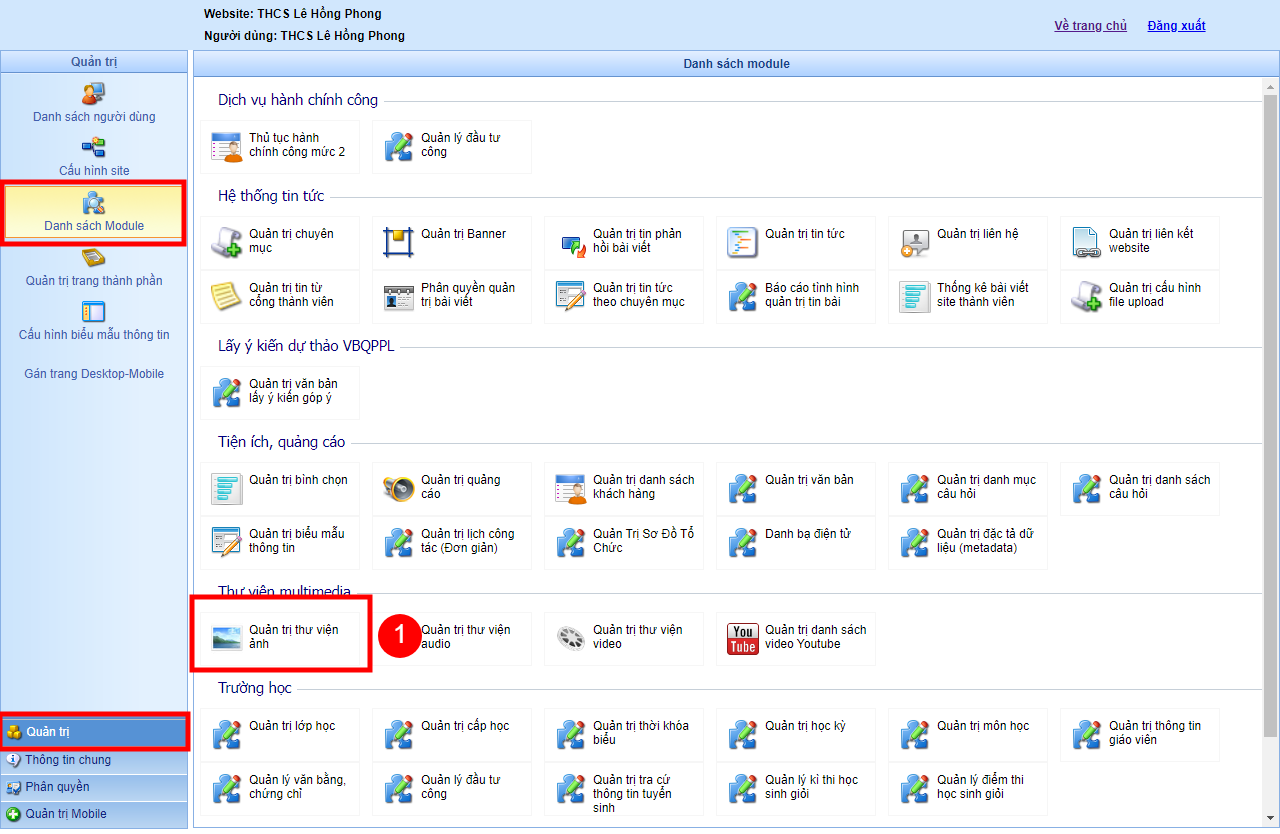 Website: THCS Lê Hồng Phong
Người dùng: THCS Lê Hồng Phong
Về trang chủ
Đăng xuất
Quản trị
Danh sách người dùng
Cấu hình site
Danh sách Module
Quản trị trang thành phần
Cấu hình biểu mẫu thông tin
Gán trang Desktop-Mobile
Quản trị
Thông tin chung
Phân quyền
Quản trị Mobile
Danh sách module
Dịch vụ hành chính công
Thủ tục hành
chính công mức 2
Quản lý đầu tư
công
Hệ thống tin tức
Quản trị chuyên
mục
Quản trị Banner
Quản trị tin phản
hồi bài viết
Quản trị tin tức
Quản trị liên hệ
Quản trị liên kết
website
Quản trị tin từ
cổng thành viên
Phân quyền quản
trị bài viết
Quản trị tin tức
theo chuyên mục
Báo cáo tình hình
quản trị tin bài
Thống kê bài viết
site thành viên
Quản trị cấu hình
file upload
Lấy ý kiến dự thảo VBQPPL
Quản trị văn bản
lấy ý kiến góp ý
Tiện ích, quảng cáo
Quản trị bình chọn
Quản trị quảng
cáo
Quản trị danh sách
khách hàng
Quản trị văn bản
Quản trị danh mục
câu hỏi
Quản trị danh sách
câu hỏi
Quản trị biểu mẫu
thông tin
Quản trị lịch công
tác (Đơn giản)
Quản Trị Sơ Đồ Tổ
Chức
Danh bạ điện tử
Quản trị đặc tả dữ
liệu (metadata)
Thư viện multimedia
Quản trị thư viện
ảnh
1
Quản trị thư viện
audio
Quản trị thư viện
video
You
Tube
Quản trị danh sách
video Youtube
Trường học
Quản trị lớp học
Quản trị cấp học
Quản trị thời khóa
biểu
Quản trị học kỳ
Quản trị môn học
Quản trị thông tin
giáo viên
Quản lý văn bằng,
chứng chỉ
Quản lý đầu tư
công
Quản trị tra cứ
thông tin tuyển
sinh
Quản lý kì thi học
sinh giỏi
Quản lý điểm thi
học sinh giỏi